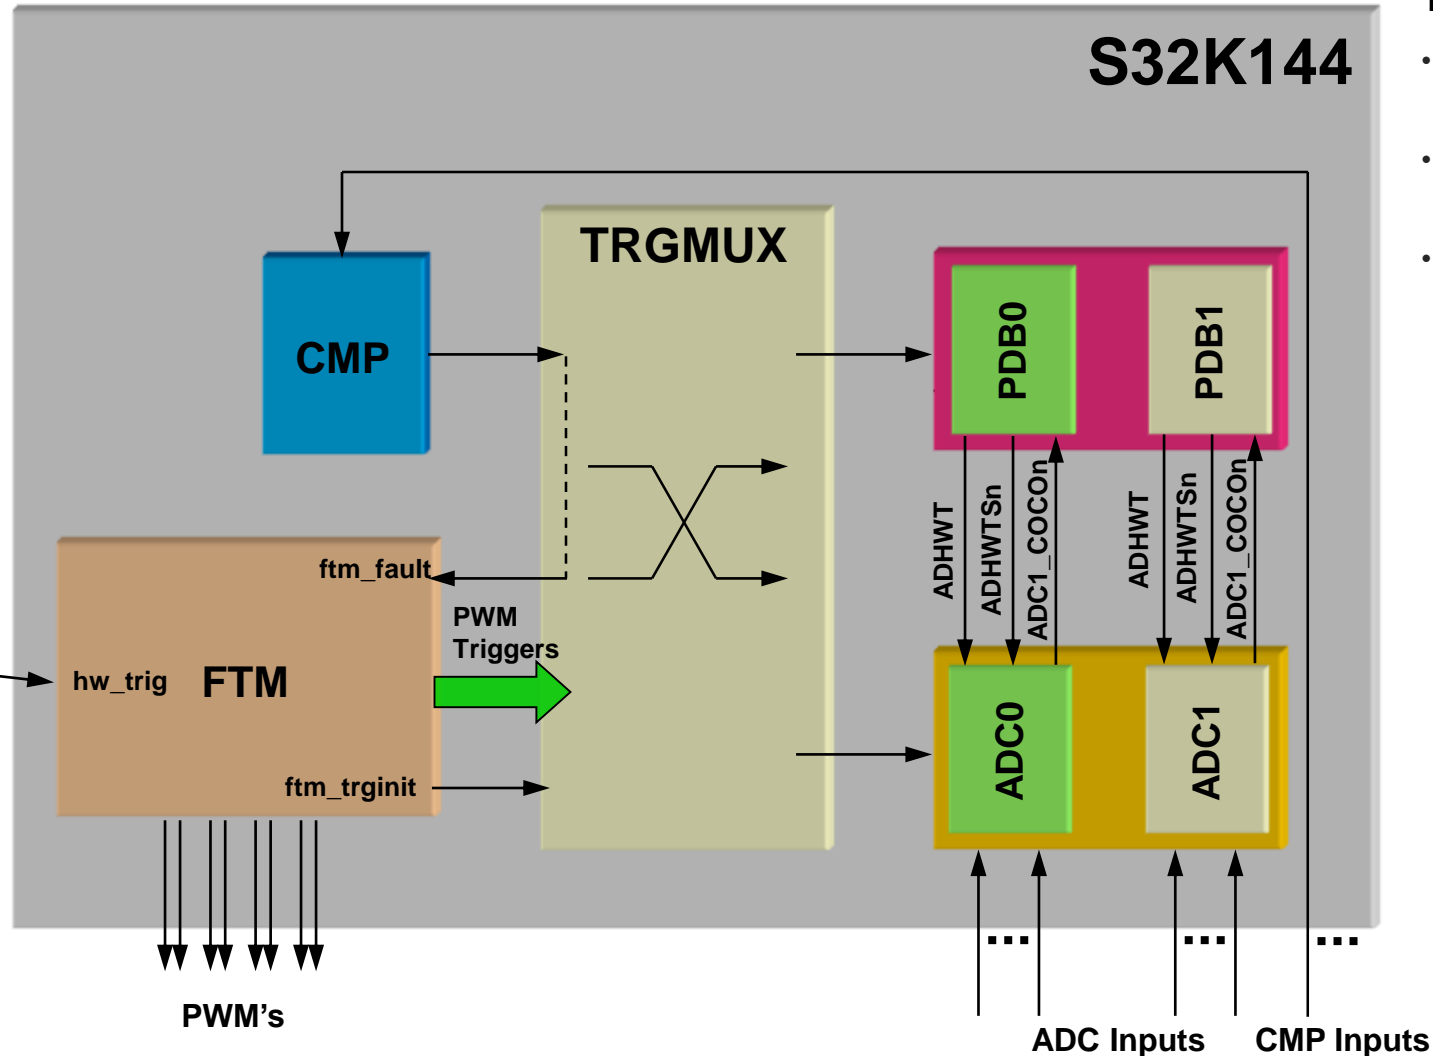 S32K144
TRGMUX
CMP
PDB0
PDB1
ADHWT
ADHWTSn
ADC1_COCOn
ADHWT
ADHWTSn
ADC1_COCOn
ftm_fault
PWM
Triggers
hw_trig
FTM
ftm_trginit
ADC0
ADC1
...
...
...
PWM's
ADC Inputs
CMP Inputs